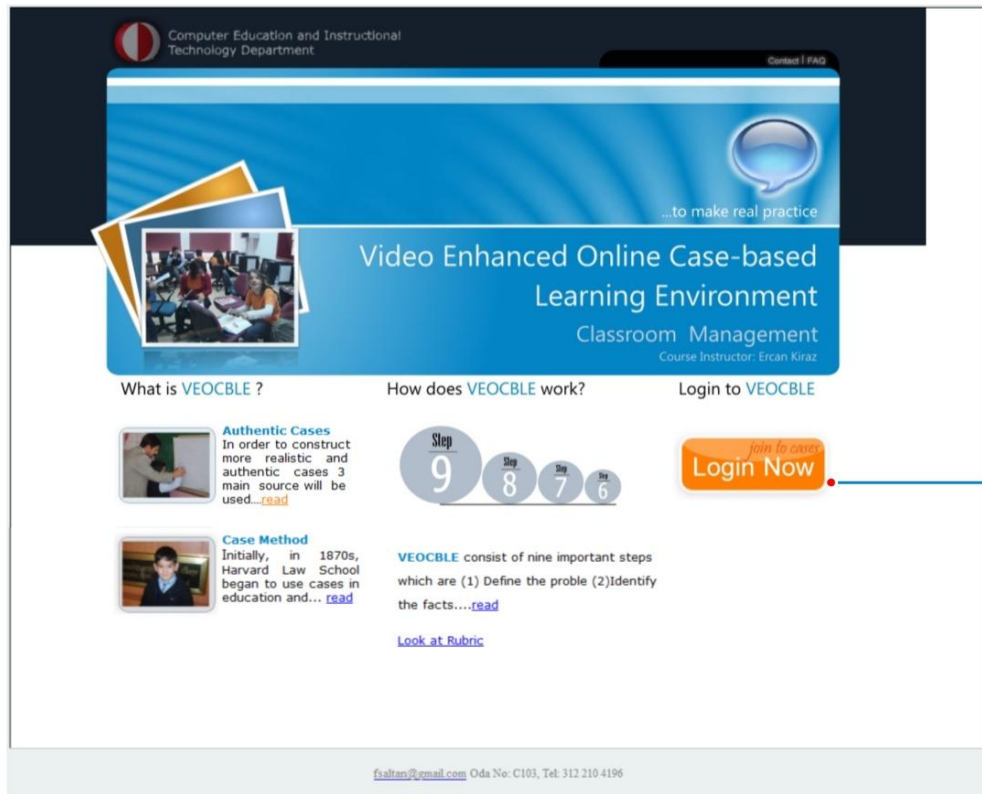 Computer Education and Instructional
Technology Department
Contact | FAQ
...to make real practice
Video Enhanced Online Case-based
Learning Environment
Classroom Management
Course Instructor: Ercan Kiraz
What is VEOCBLE ?
How does VEOCBLE work?
Login to VEOCBLE
Authentic Cases
In order to construct
more realistic and
authentic cases 3
main source will be
used....read
Step
9
Step
8
Step
7
Step
6
join to cases
Login Now
Case Method
Initially, in 1870s,
Harvard Law School
began to use cases in
education and... read
VEOCBLE consist of nine important steps
which are (1) Define the proble (2)Identify
the facts....read
Look at Rubric
fsaltan@gmail.com Oda No: C103, Tel: 312 210 4196